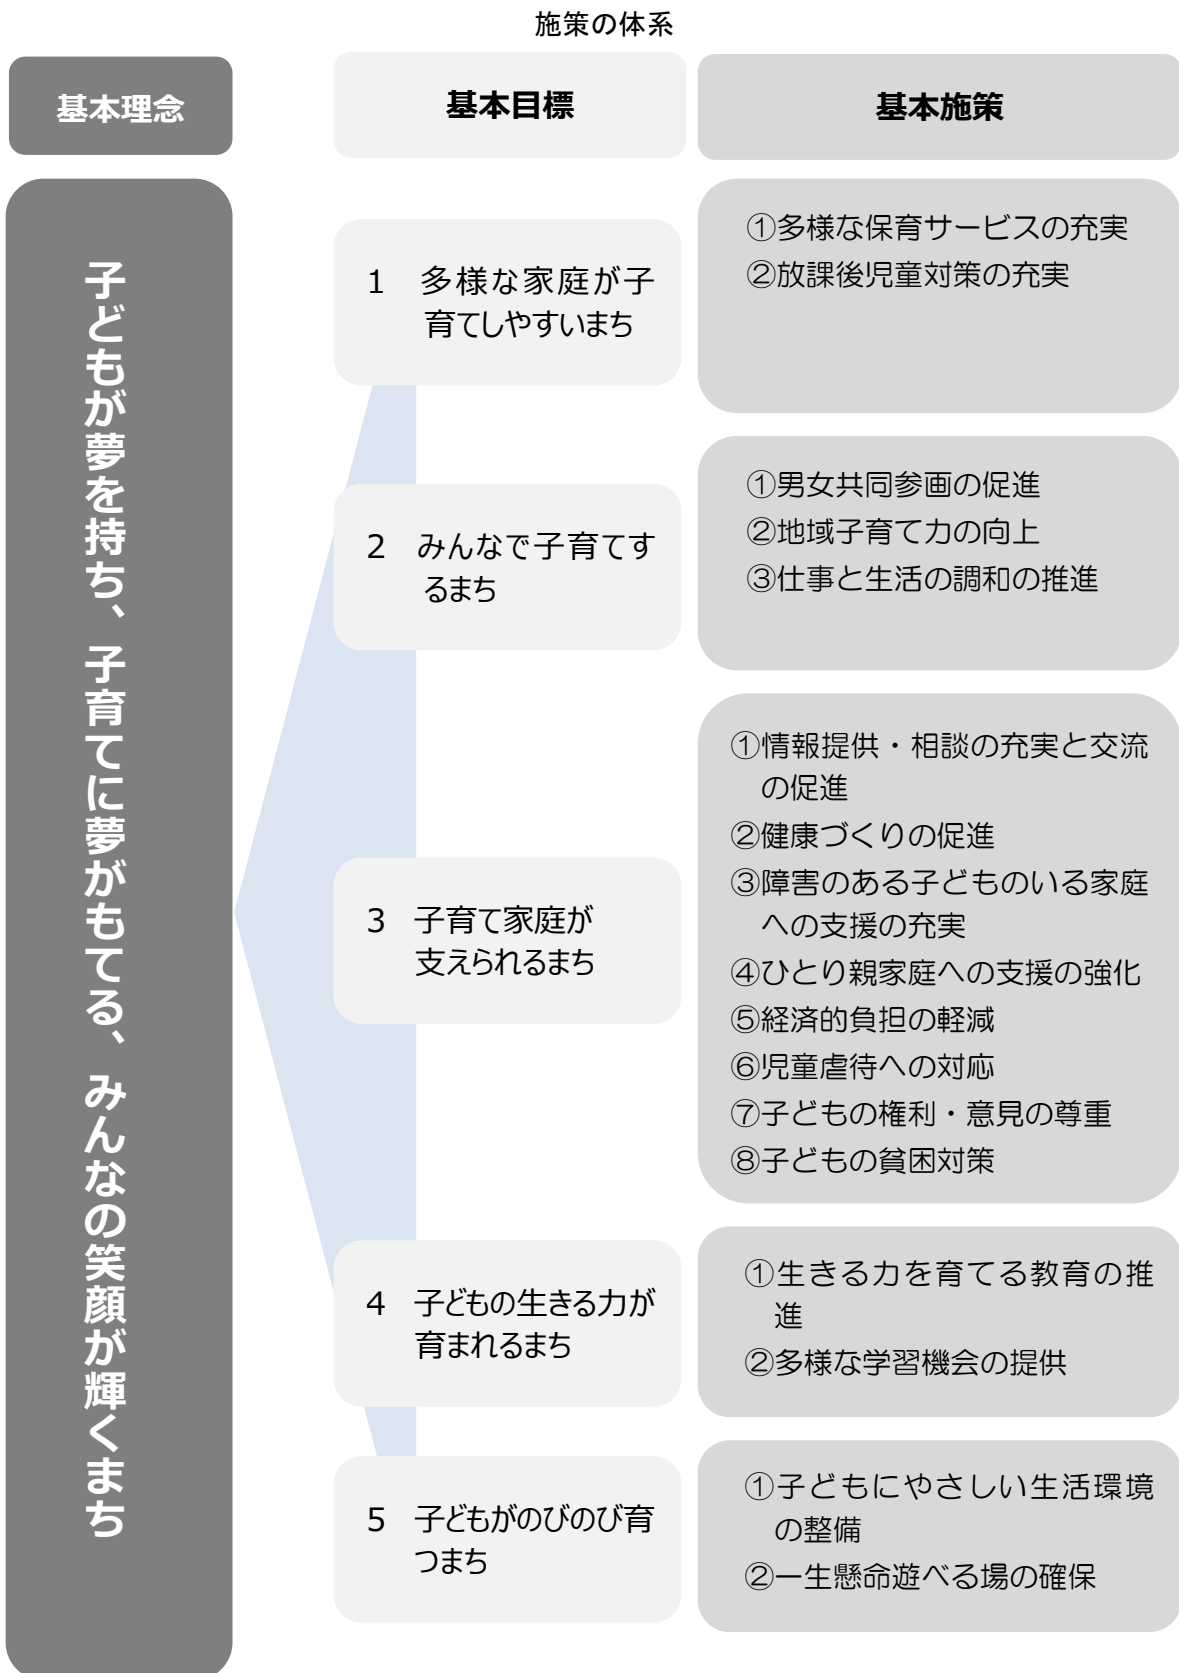 施策の体系
基本理念
基本目標
基本施策
子どもが夢を持ち、子育てに夢がもてる、みんなの笑顔が輝くまち
1 多様な家庭が子
育てしやすいまち
①多様な保育サービスの充実
②放課後児童対策の充実
2 みんなで子育てす
るまち
①男女共同参画の促進
②地域子育て力の向上
③仕事と生活の調和の推進
3 子育て家庭が
支えられるまち
①情報提供・相談の充実と交流
の促進
②健康づくりの促進
③障害のある子どものいる家庭
への支援の充実
④ひとり親家庭への支援の強化
⑤経済的負担の軽減
⑥児童虐待への対応
⑦子どもの権利・意見の尊重
⑧子どもの貧困対策
4 子どもの生きる力が
育まれるまち
①生きる力を育てる教育の推
進
②多様な学習機会の提供
5 子どもがのびのび育
つまち
①子どもにやさしい生活環境
の整備
②一生懸命遊べる場の確保